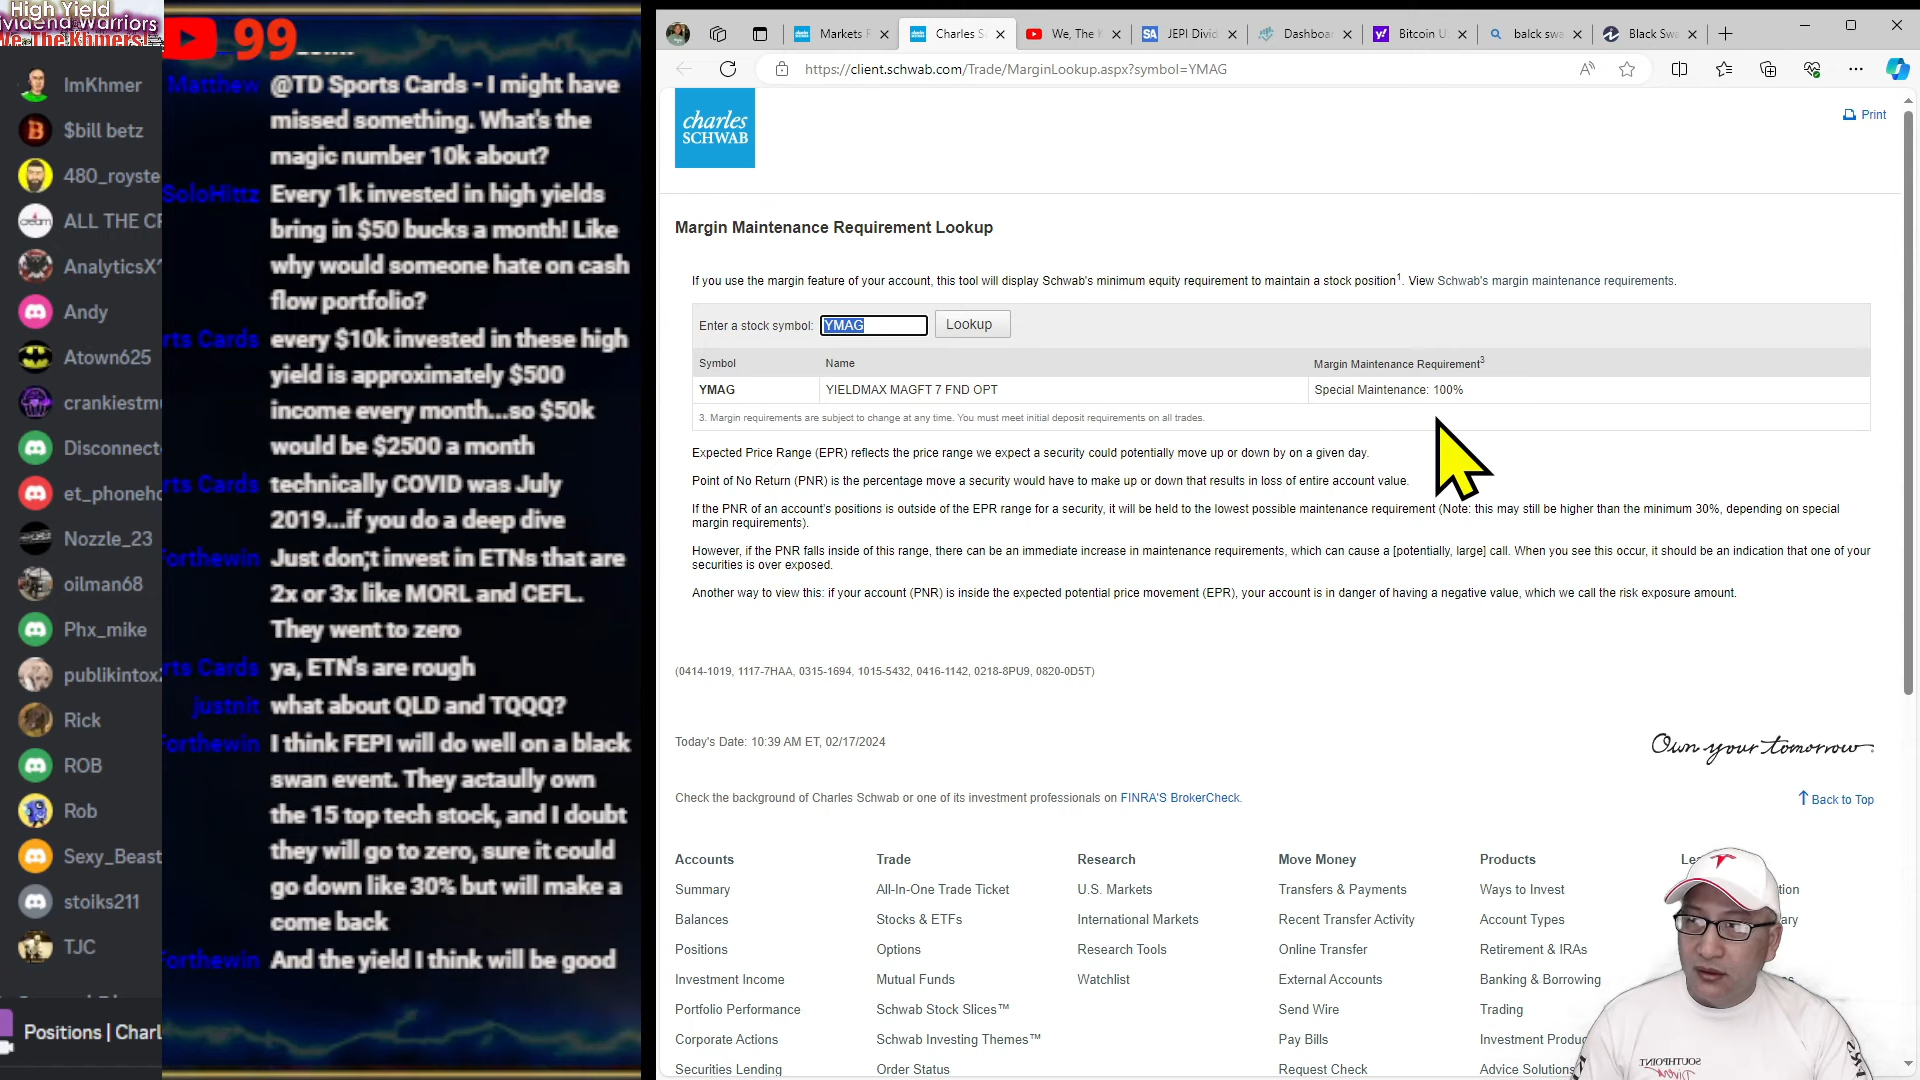 High Yield
Dividend Warriors
We, TheKhmers!
ImKhmer
$bill betz
480_royste
ALL THE CF
AnalyticsX^
Andy
Atown625
crankiestmu
Disconnect
et_phoneho
Nozzle_23
oilman68
Phx_mike
publikintox
Rick
ROB
Rob
Sexy_Beast
stoiks211
TJC
Positions | Charl
99
Matthew @TD Sports Cards - I might have
missed something. What's the
magic number 10k about?
SoloHittz Every 1k invested in high yields
bring in $50 bucks a month! Like
why would someone hate on cash
flow portfolio?
rts Cards every $10k invested in these high
yield is approximately $500
income every month...so $50k
would be $2500 a month
rts Cards technically COVID was July
2019...if you do a deep dive
Forthewin Just don;t invest in ETNs that are
2x or 3x like MORL and CEFL.
They went to zero
rts Cards ya, ETN's are rough
justnit what about QLD and TQQQ?
Forthewin I think FEPI will do well on a black
swan event. They actaully own
the 15 top tech stock, and I doubt
they will go to zero, sure it could
go down like 30% but will make a
come back
Forthewin And the yield I think will be good
Markets F
Charles S
We, The K
SA JEPI Divid
Dashboa
Bitcoin U
balck swa
Black Swa
https://client.schwab.com/Trade/MarginLookup.aspx?symbol=YMAG
charles
SCHWAB
Print
Margin Maintenance Requirement Lookup
If you use the margin feature of your account, this tool will display Schwab's minimum equity requirement to maintain a stock position1. View Schwab's margin maintenance requirements.
Enter a stock symbol: YMAG Lookup
Symbol Name Margin Maintenance Requirement3
YMAG YIELDMAX MAGFT 7 FND OPT Special Maintenance: 100%
3. Margin requirements are subject to change at any time. You must meet initial deposit requirements on all trades.
Expected Price Range (EPR) reflects the price range we expect a security could potentially move up or down by on a given day.
Point of No Return (PNR) is the percentage move a security would have to make up or down that results in loss of entire account value.
If the PNR of an account's positions is outside of the EPR range for a security, it will be held to the lowest possible maintenance requirement (Note: this may still be higher than the minimum 30%, depending on special
margin requirements).
However, if the PNR falls inside of this range, there can be an immediate increase in maintenance requirements, which can cause a [potentially, large] call. When you see this occur, it should be an indication that one of your
securities is over exposed.
Another way to view this: if your account (PNR) is inside the expected potential price movement (EPR), your account is in danger of having a negative value, which we call the risk exposure amount.
(0414-1019, 1117-7HAA, 0315-1694, 1015-5432, 0416-1142, 0218-8PU9, 0820-0D5T)
Today's Date: 10:39 AM ET, 02/17/2024
Own your tomorrow.
Check the background of Charles Schwab or one of its investment professionals on FINRA'S BrokerCheck.
Back to Top
Accounts Trade Research Move Money Products Lea
Summary All-In-One Trade Ticket U.S. Markets Transfers & Payments Ways to Invest
Balances Stocks & ETFs International Markets Recent Transfer Activity Account Types
Positions Options Research Tools Online Transfer Retirement & IRAs
Investment Income Mutual Funds Watchlist External Accounts Banking & Borrowing
Portfolio Performance Schwab Stock Slices™ Send Wire Trading
Corporate Actions Schwab Investing Themes™ Pay Bills Investment Produ
Securities Lending Order Status Request Check Advice Solutions
SOUTHPOINT